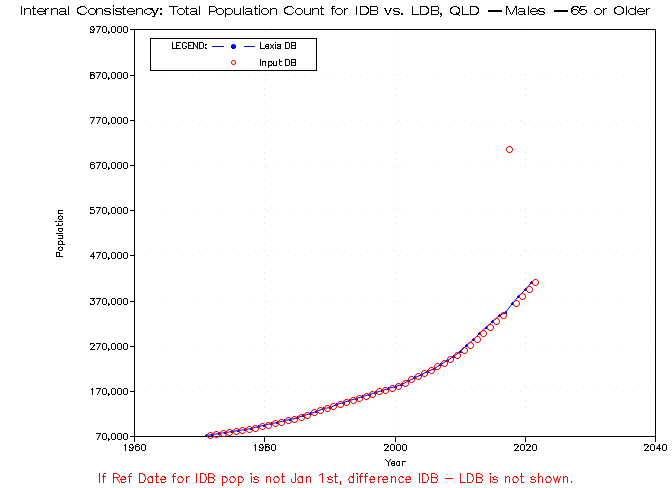 Internal Consistency: Total Population Count for IDB vs. LDB, QLD — Males — 65 or Older
970,000
870,000
770,000
670,000
570,000
470,000
370,000
270,000
170,000
70,000
LEGEND: Lexis DB
Input DB
Population
1960 1980 2000 2020 2040
Year
If Ref Date for IDB pop is not Jan 1st, difference IDB – LDB is not shown.